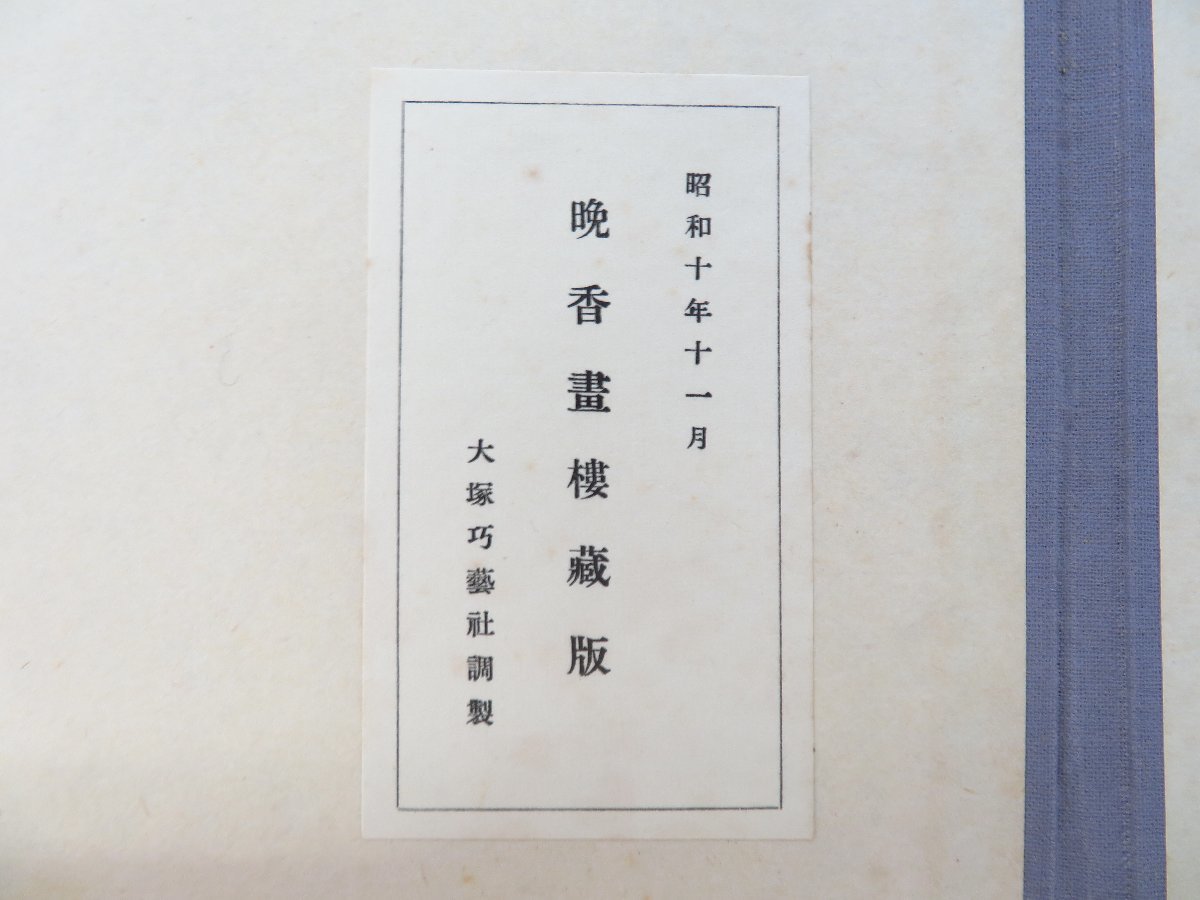 昭和十年十一月
晩香畫樓藏版
大塚巧藝社調製